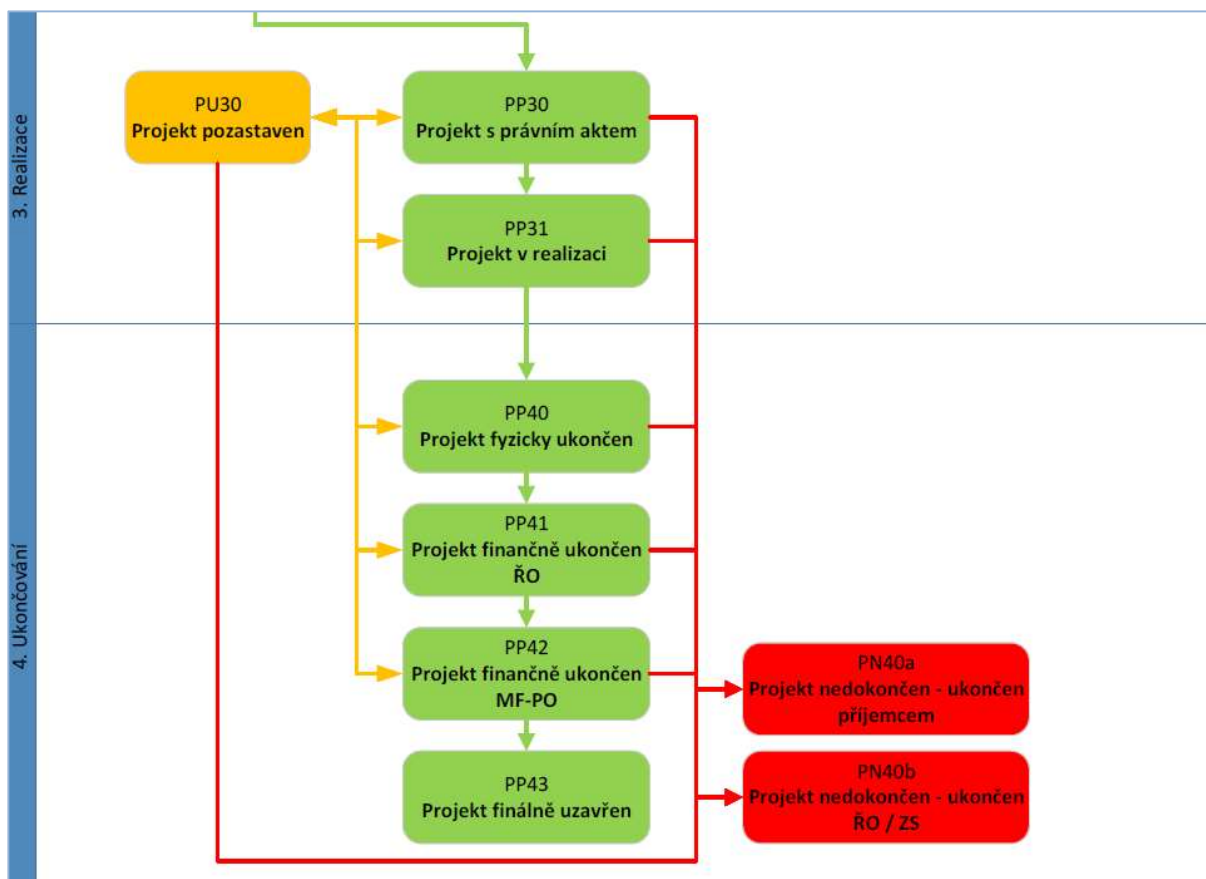 3. Realizace
PU30
Projekt pozastaven
PP30
Projekt s právním aktem
PP31
Projekt v realizaci
4. Ukončování
PP40
Projekt fyzicky ukončen
PP41
Projekt finančně ukončen
ŘO
PP42
Projekt finančně ukončen
MF-PO
PN40a
Projekt nedokončen - ukončen
příjemcem
PP43
Projekt finálně uzavřen
PN40b
Projekt nedokončen - ukončen
ŘO / ZS